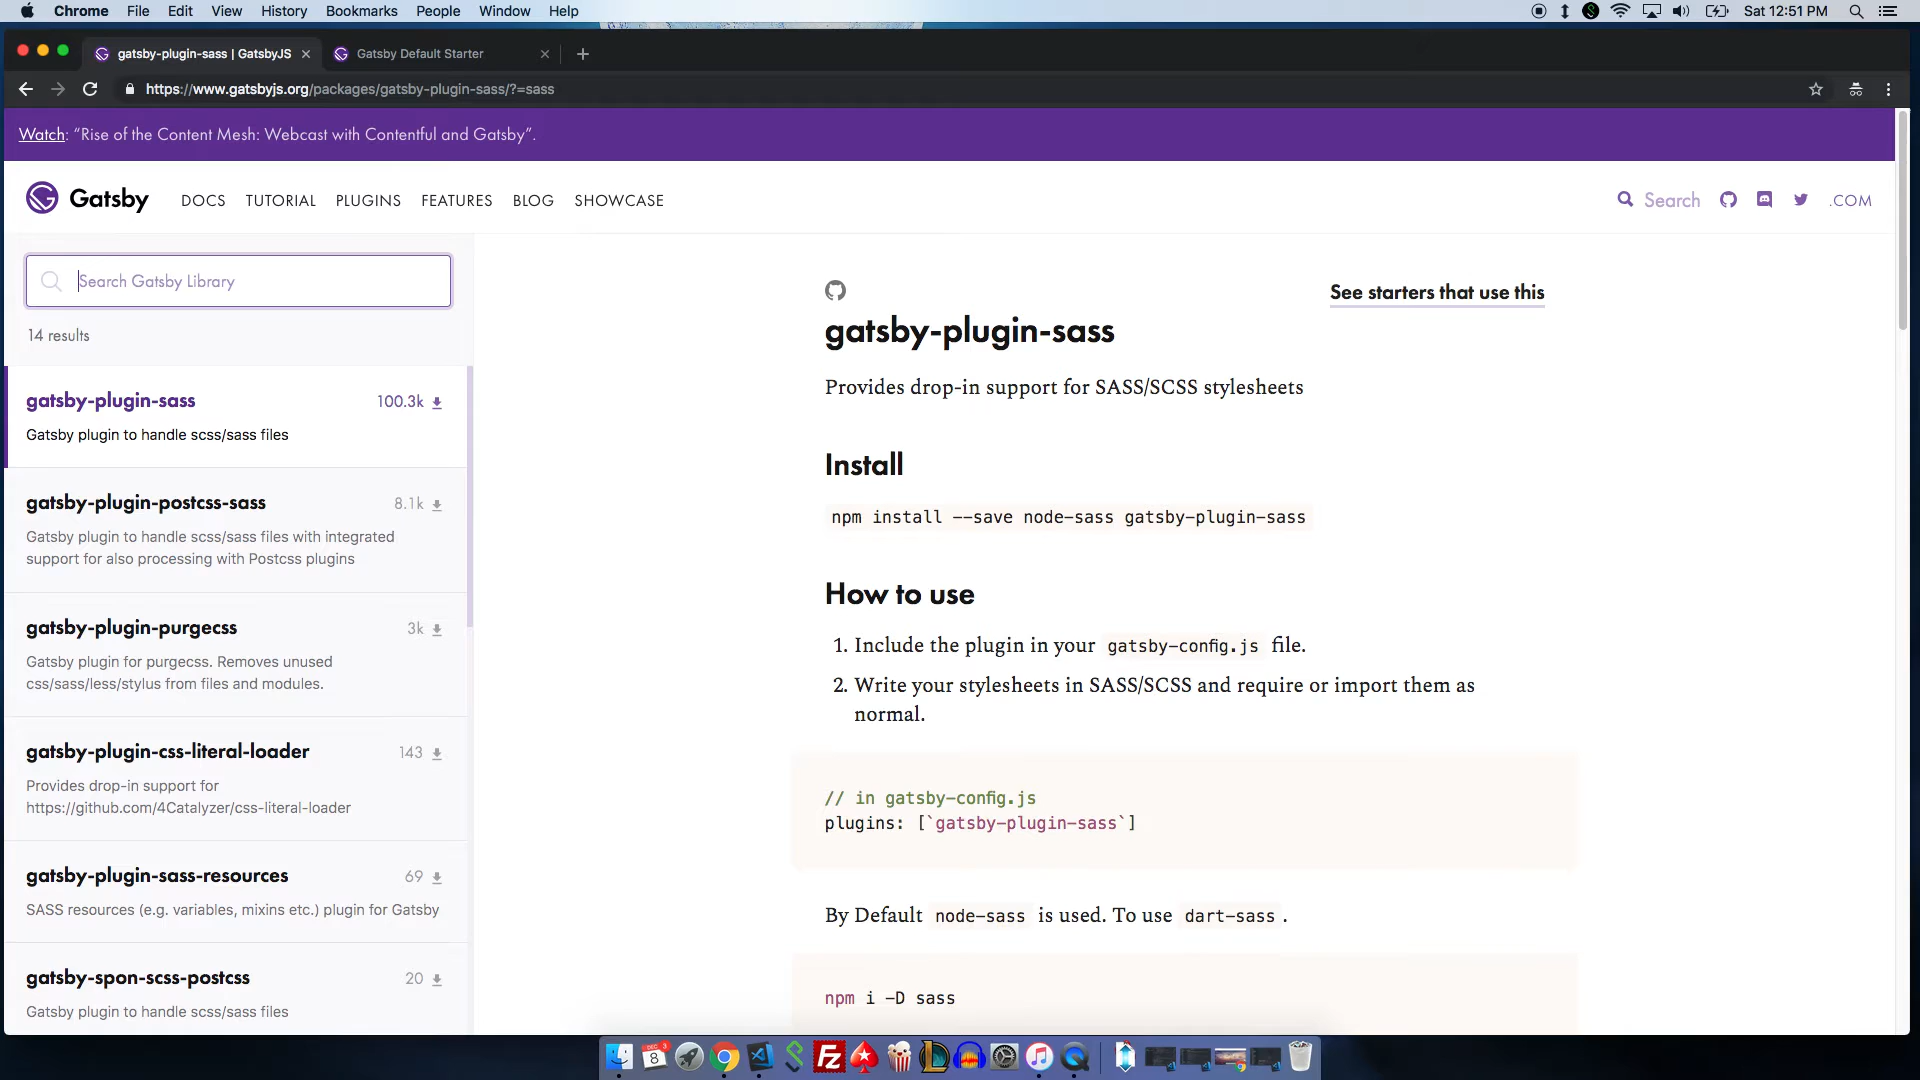 Chrome File Edit View History Bookmarks People Window Help
Sat 12:51 PM
gatsby-plugin-sass | GatsbyJS
Gatsby Default Starter
https://www.gatsbyjs.org/packages/gatsby-plugin-sass/?=sass
Watch: “Rise of the Content Mesh: Webcast with Contentful and Gatsby”.
Gatsby
DOCS TUTORIAL PLUGINS FEATURES BLOG SHOWCASE
Search
.COM
Search Gatsby Library
14 results
gatsby-plugin-sass 100.3k
Gatsby plugin to handle scss/sass files
gatsby-plugin-postcss-sass 8.1k
Gatsby plugin to handle scss/sass files with integrated
support for also processing with Postcss plugins
gatsby-plugin-purgecss 3k
Gatsby plugin for purgecss. Removes unused
css/sass/less/stylus from files and modules.
gatsby-plugin-css-literal-loader 143
Provides drop-in support for
https://github.com/4Catalyzer/css-literal-loader
gatsby-plugin-sass-resources 69
SASS resources (e.g. variables, mixins etc.) plugin for Gatsby
gatsby-spon-scss-postcss 20
Gatsby plugin to handle scss/sass files
See starters that use this
gatsby-plugin-sass
Provides drop-in support for SASS/SCSS stylesheets
Install
npm install --save node-sass gatsby-plugin-sass
How to use
1. Include the plugin in your gatsby-config.js file.
2. Write your stylesheets in SASS/SCSS and require or import them as
normal.
// in gatsby-config.js
plugins: [`gatsby-plugin-sass`]
By Default node-sass is used. To use dart-sass .
npm i -D sass
DEC 8
3
FZ